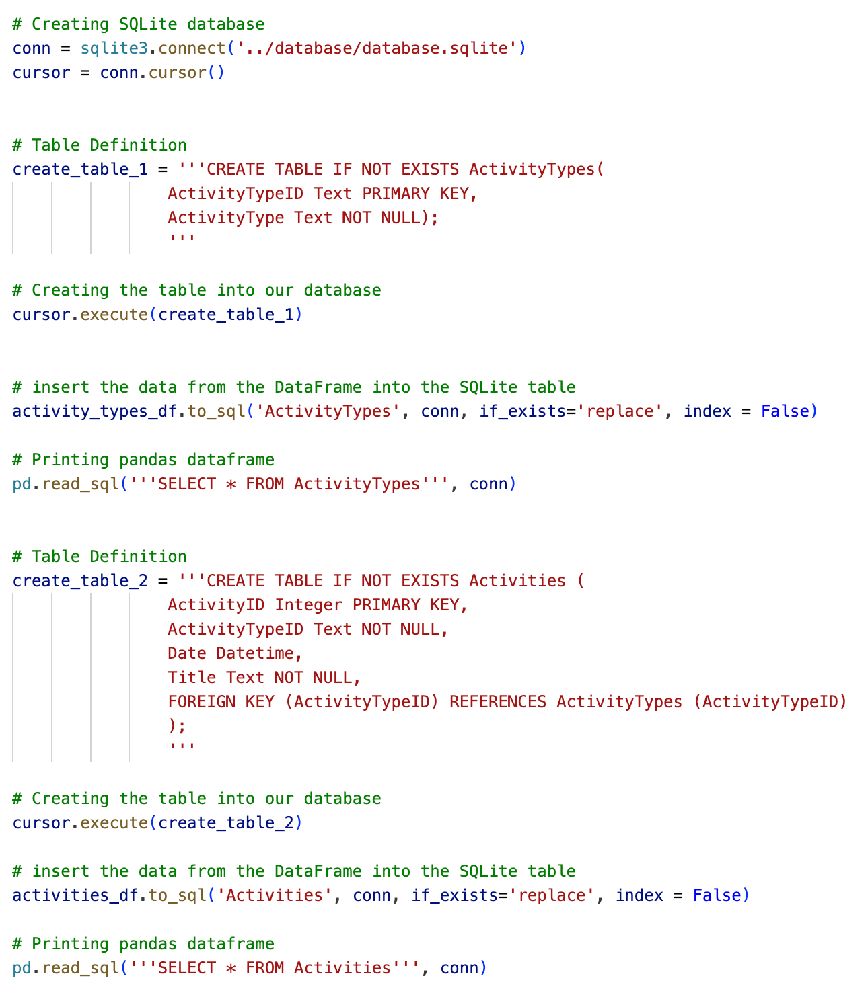 # Creating SQLite database
conn = sqlite3.connect('../database/database.sqlite')
cursor = conn.cursor()
# Table Definition
create_table_1 = '''CREATE TABLE IF NOT EXISTS ActivityTypes(
ActivityTypeID Text PRIMARY KEY,
ActivityType Text NOT NULL);
'''
# Creating the table into our database
cursor.execute(create_table_1)
# insert the data from the DataFrame into the SQLite table
activity_types_df.to_sql('ActivityTypes', conn, if_exists='replace', index = False)
# Printing pandas dataframe
pd.read_sql('''SELECT * FROM ActivityTypes''', conn)
# Table Definition
create_table_2 = '''CREATE TABLE IF NOT EXISTS Activities (
ActivityID Integer PRIMARY KEY,
ActivityTypeID Text NOT NULL,
Date Datetime,
Title Text NOT NULL,
FOREIGN KEY (ActivityTypeID) REFERENCES ActivityTypes (ActivityTypeID)
);
'''
# Creating the table into our database
cursor.execute(create_table_2)
# insert the data from the DataFrame into the SQLite table
activities_df.to_sql('Activities', conn, if_exists='replace', index = False)
# Printing pandas dataframe
pd.read_sql('''SELECT * FROM Activities''', conn)